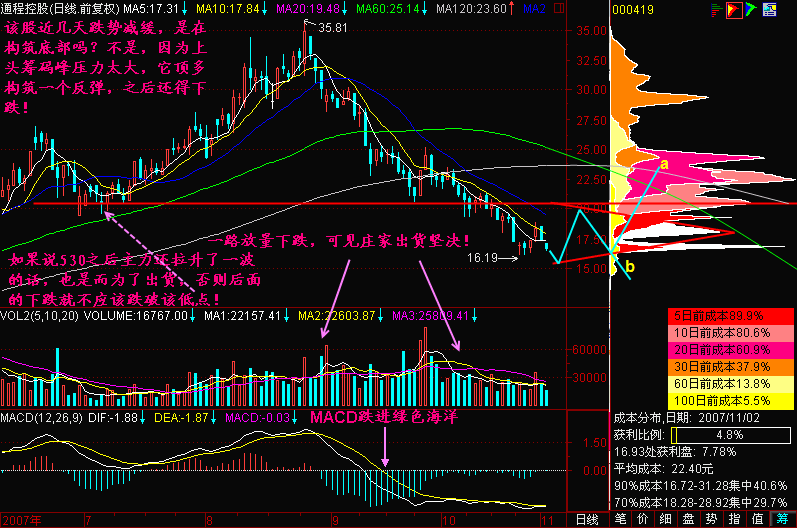 通程控股(日线.前复权) MA5:17.31↓ MA10:17.84↓ MA20:19.48↓ MA60:25.14↓ MA120:23.60↑ MA2
000419
该股近几天跌势减缓，是在
构筑底部吗？不是，因为上
头筹码峰压力太大，它顶多
构筑一个反弹，之后还得下
跌！
35.81
35.00
32.50
30.00
27.50
25.00
22.50
20.00
17.50
15.00
a
b
一路放量下跌，可见庄家出货坚决！
如果说530之后主力还拉升了一波
的话，也是而为了出货，否则后面
的下跌就不应该跌破该低点！
16.19
VOL2(5,10,20) VOLUME:16767.00↓ MA1:22157.41↓ MA2:22603.87↓ MA3:25809.41↓
60000
30000
5日前成本89.9%
10日前成本80.6%
20日前成本60.9%
30日前成本37.9%
60日前成本13.8%
100日前成本5.5%
MACD(12,26,9) DIF:-1.88↓ DEA:-1.87↓ MACD:-0.03↓
MACD跌进绿色海洋
1.50
0.00
成本分布,日期: 2007/11/02
获利比例: 4.8%
16.93处获利盘: 7.78%
平均成本: 22.40元
90%成本16.72-31.28集中40.6%
70%成本18.28-28.92集中29.7%
2007年 7 8 9 10 11 日线
笔 价 细 盘 势 指 值 筹